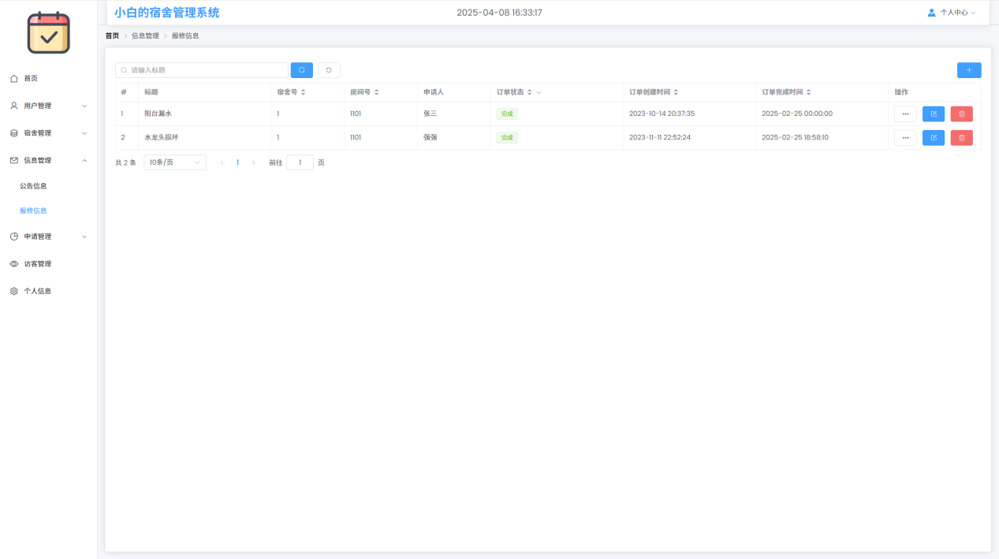 小白的宿舍管理系统 2025-04-08 16:33:17 个人中心
首页 信息管理 报修信息
首页
用户管理
宿舍管理
信息管理
公告信息
报修信息
申请管理
访客管理
个人信息
请输入标题
# 标题 宿舍号 房间号 申请人 订单状态 订单创建时间 订单完成时间 操作
1 阳台漏水 1 1101 张三 完成 2023-10-14 20:37:35 2025-02-25 00:00:00
2 水龙头损坏 1 1101 强强 完成 2023-11-11 22:52:24 2025-02-25 18:58:10
共 2 条 10条/页 1 前往 1 页